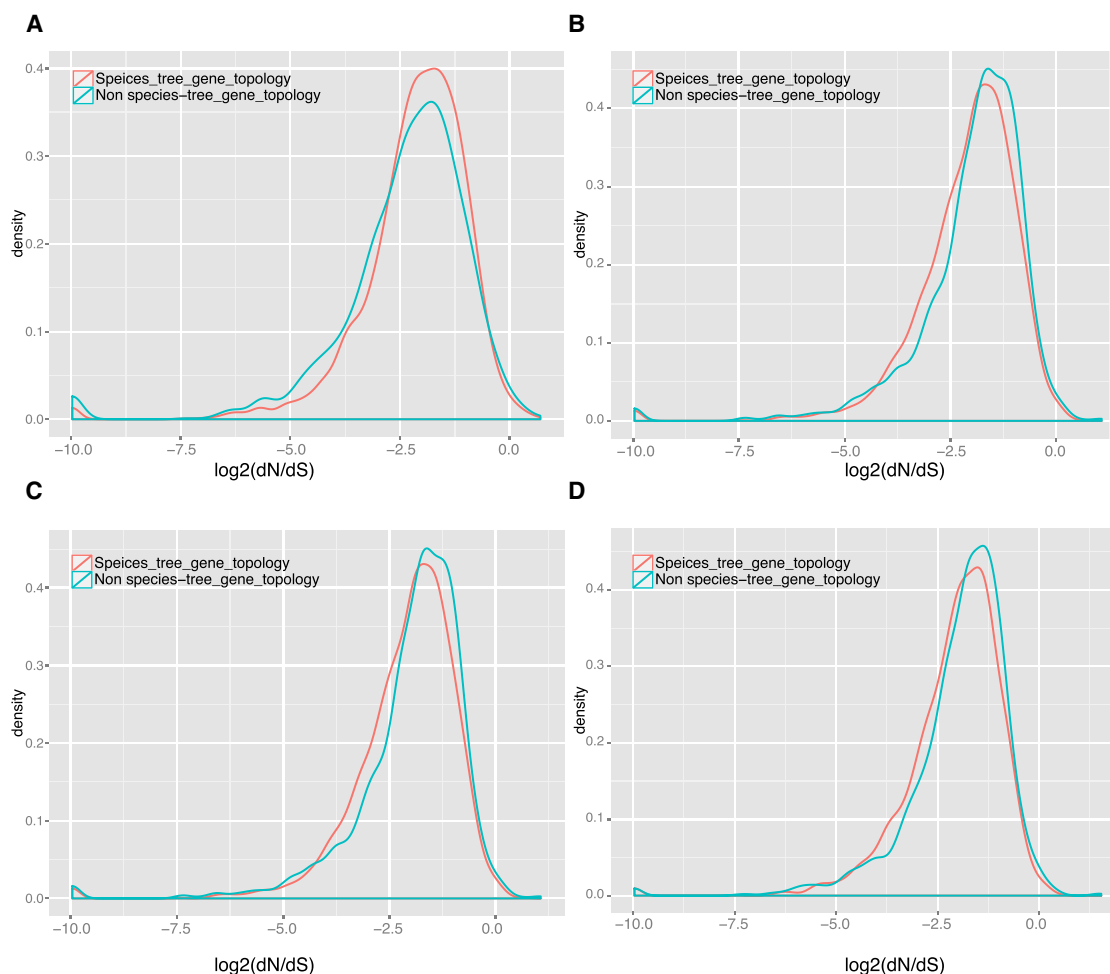 A
Speices_tree_gene_topology
Non species-tree_gene_topology
density
0.4
0.3
0.2
0.1
0.0
−10.0 −7.5 −5.0 −2.5 0.0
log2(dN/dS)
B
Speices_tree_gene_topology
Non species-tree_gene_topology
density
0.4
0.3
0.2
0.1
0.0
−10.0 −7.5 −5.0 −2.5 0.0
log2(dN/dS)
C
Speices_tree_gene_topology
Non species-tree_gene_topology
density
0.4
0.3
0.2
0.1
0.0
−10.0 −7.5 −5.0 −2.5 0.0
log2(dN/dS)
D
Speices_tree_gene_topology
Non species-tree_gene_topology
density
0.4
0.3
0.2
0.1
0.0
−10.0 −7.5 −5.0 −2.5 0.0
log2(dN/dS)